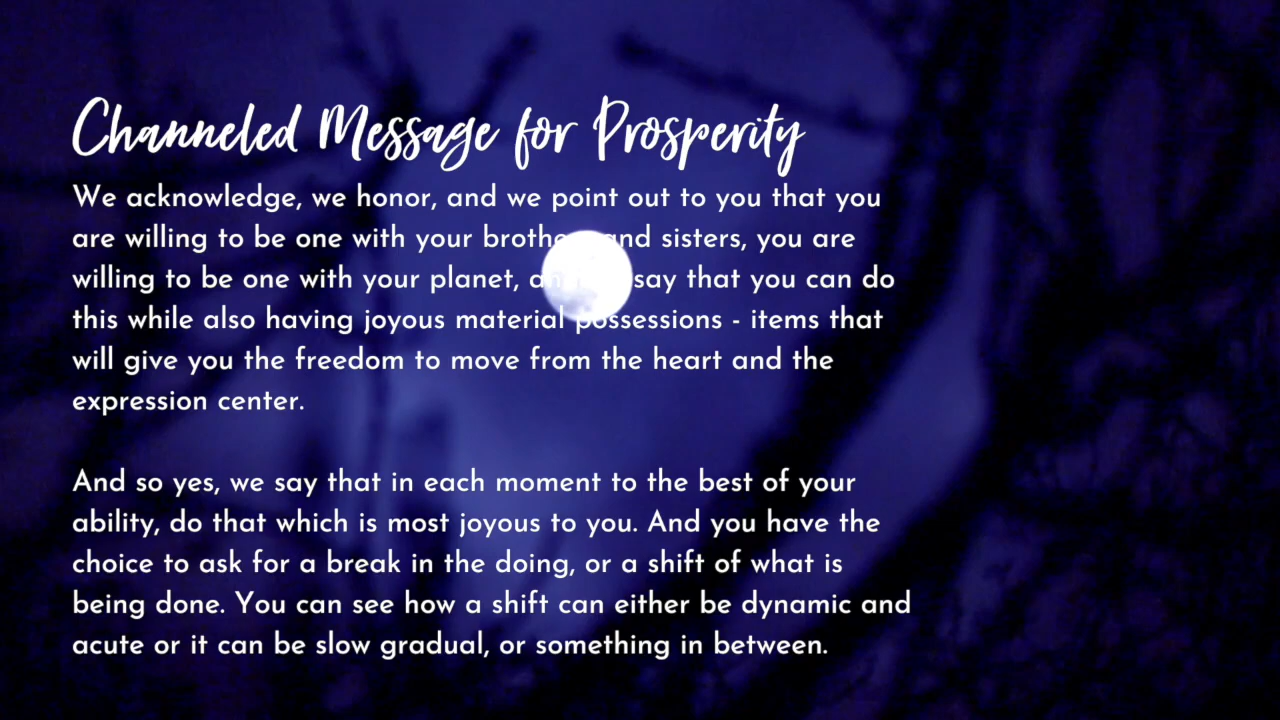 Channeled Message for Prosperity
We acknowledge, we honor, and we point out to you that you
are willing to be one with your brothe and sisters, you are
willing to be one with your planet, say that you can do
this while also having joyous material possessions - items that
will give you the freedom to move from the heart and the
expression center.
And so yes, we say that in each moment to the best of your
ability, do that which is most joyous to you. And you have the
choice to ask for a break in the doing, or a shift of what is
being done. You can see how a shift can either be dynamic and
acute or it can be slow gradual, or something in between.